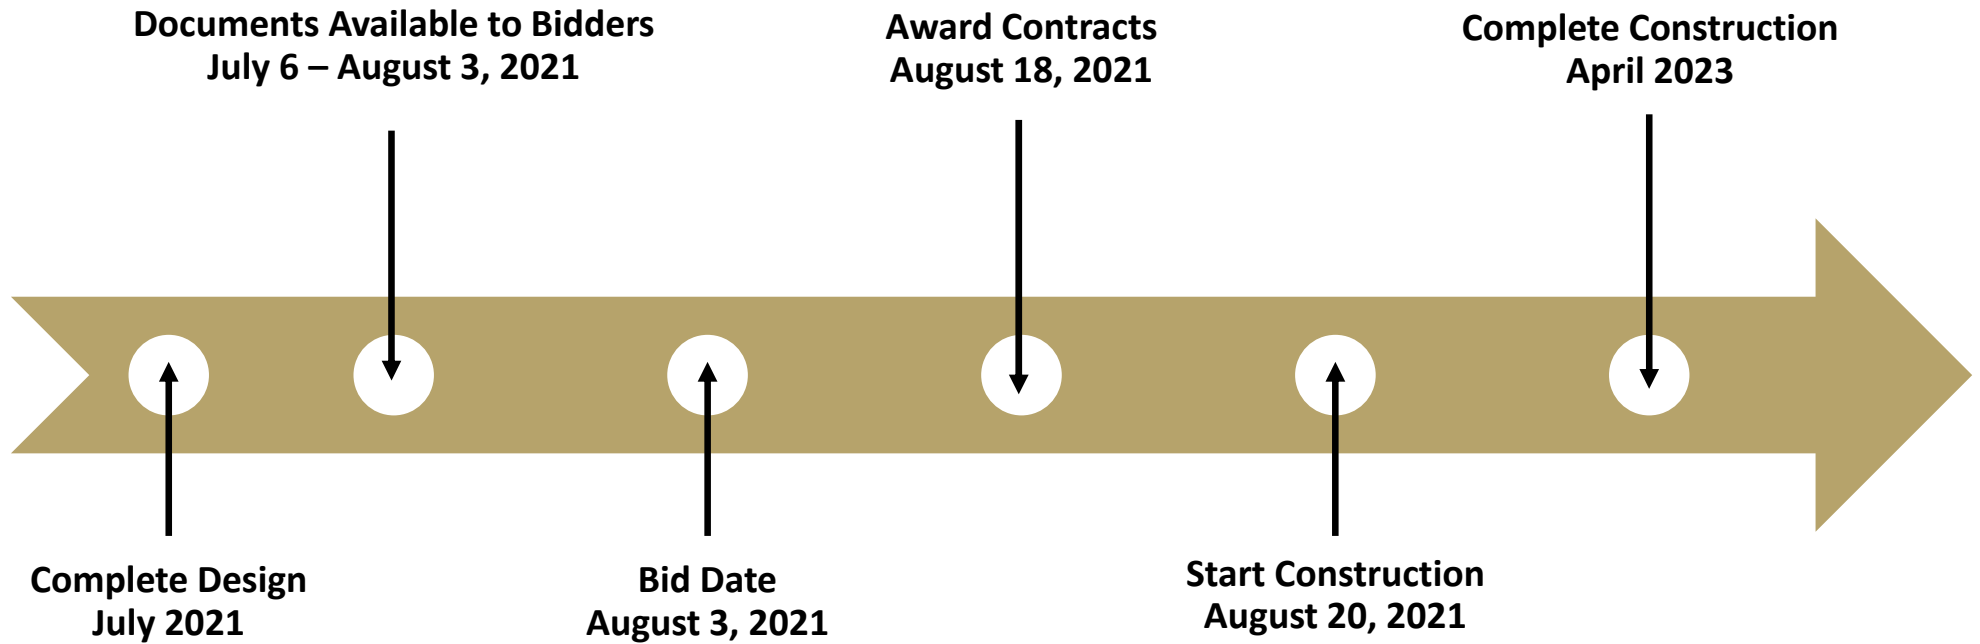 Documents Available to Bidders
July 6 – August 3, 2021
Award Contracts
August 18, 2021
Complete Construction
April 2023
Complete Design
July 2021
Bid Date
August 3, 2021
Start Construction
August 20, 2021